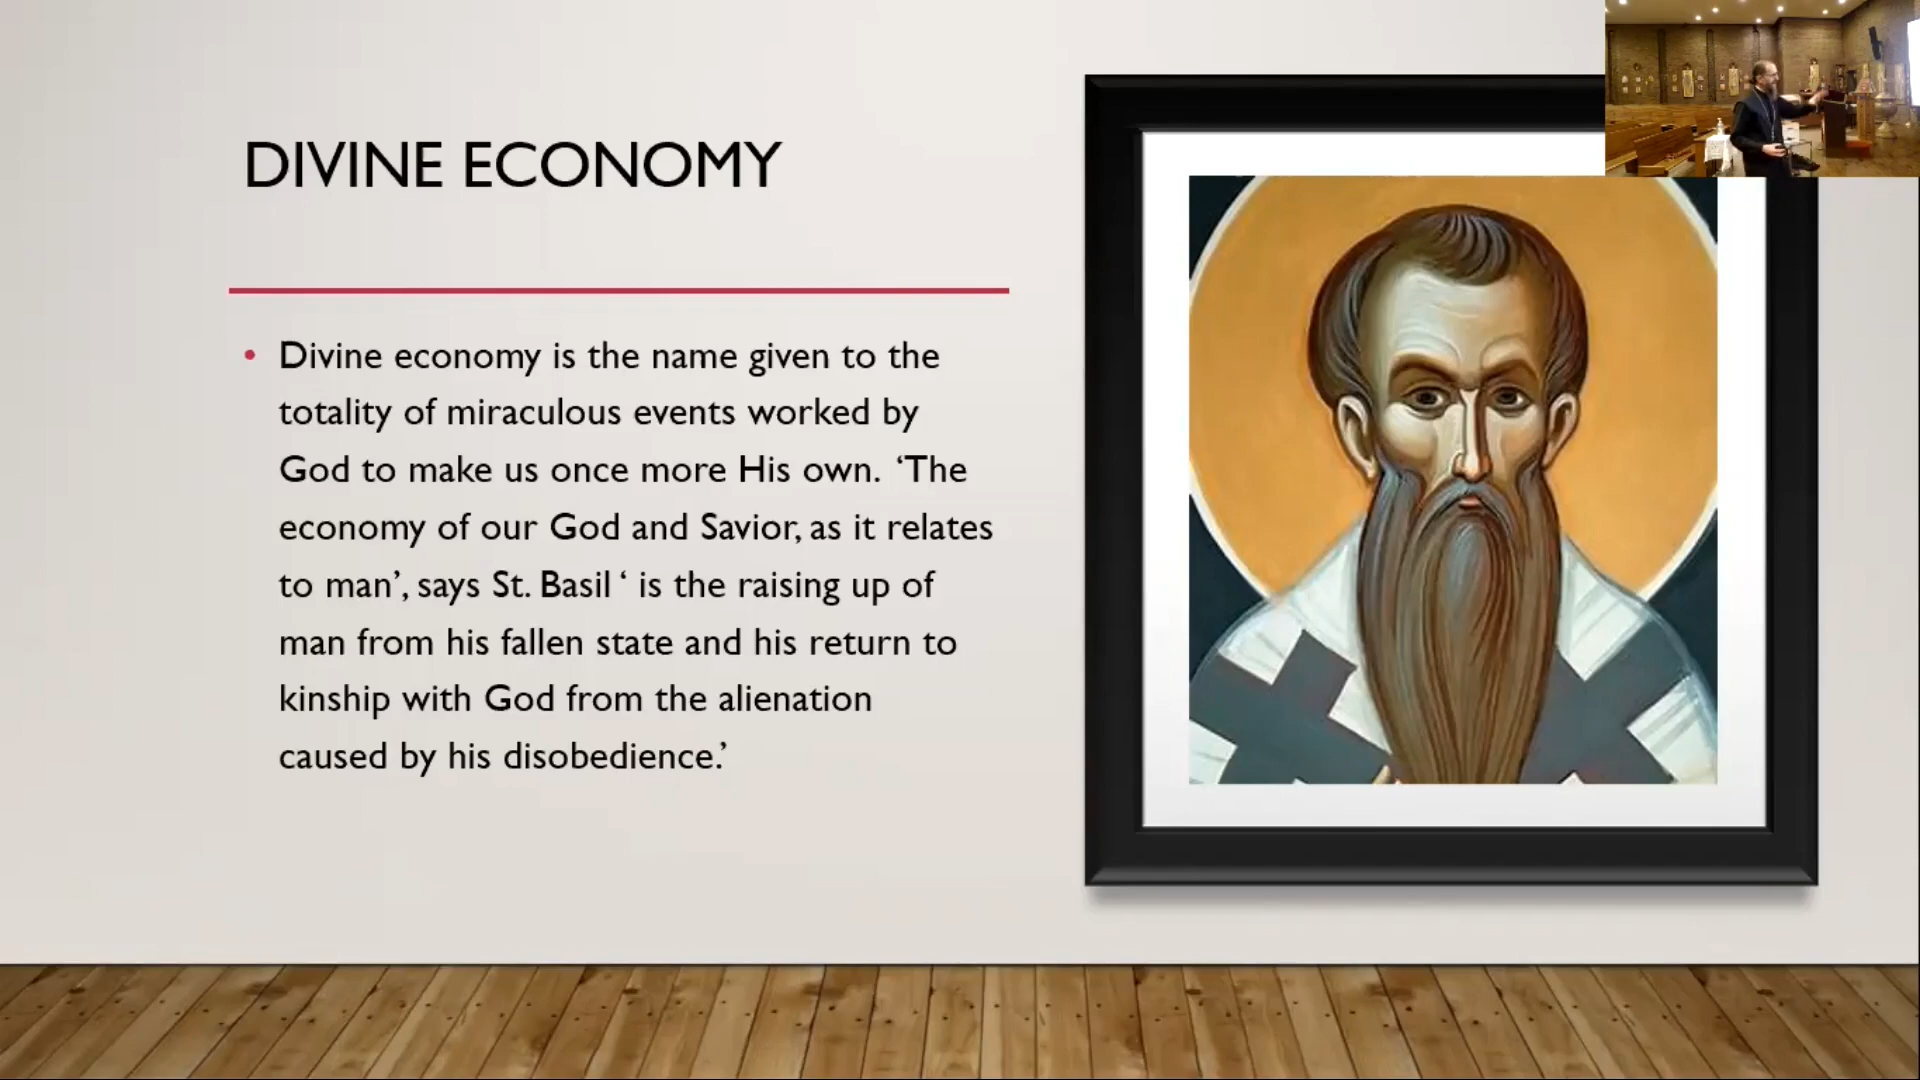 DIVINE ECONOMY
• Divine economy is the name given to the
totality of miraculous events worked by
God to make us once more His own.  ‘The
economy of our God and Savior, as it relates
to man’, says St. Basil ‘ is the raising up of
man from his fallen state and his return to
kinship with God from the alienation
caused by his disobedience.’